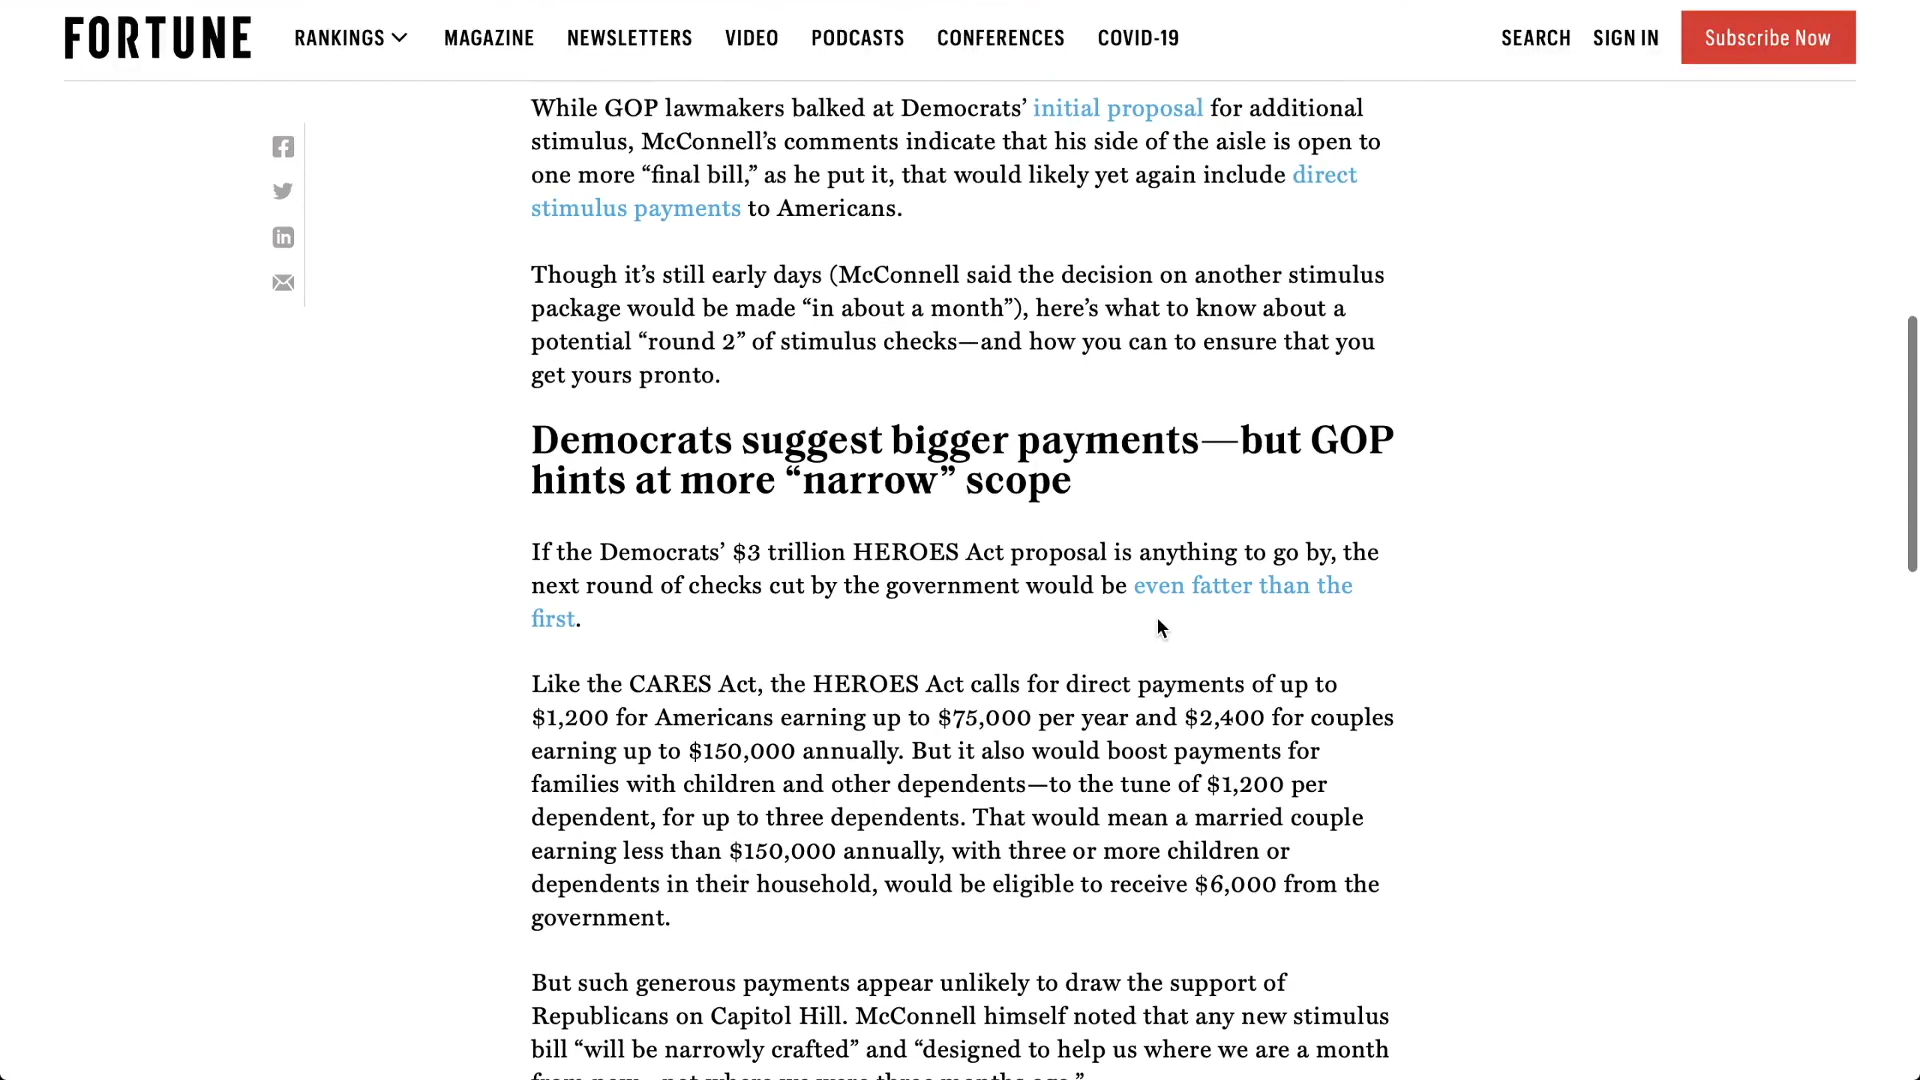 FORTUNE RANKINGS MAGAZINE NEWSLETTERS VIDEO PODCASTS CONFERENCES COVID-19 SEARCH SIGN IN Subscribe Now
While GOP lawmakers balked at Democrats’ initial proposal for additional
stimulus, McConnell’s comments indicate that his side of the aisle is open to
one more “final bill,” as he put it, that would likely yet again include direct
stimulus payments to Americans.
Though it’s still early days (McConnell said the decision on another stimulus
package would be made “in about a month”), here’s what to know about a
potential “round 2” of stimulus checks—and how you can to ensure that you
get yours pronto.
Democrats suggest bigger payments—but GOP
hints at more “narrow” scope
If the Democrats’ $3 trillion HEROES Act proposal is anything to go by, the
next round of checks cut by the government would be even fatter than the
first.
Like the CARES Act, the HEROES Act calls for direct payments of up to
$1,200 for Americans earning up to $75,000 per year and $2,400 for couples
earning up to $150,000 annually. But it also would boost payments for
families with children and other dependents—to the tune of $1,200 per
dependent, for up to three dependents. That would mean a married couple
earning less than $150,000 annually, with three or more children or
dependents in their household, would be eligible to receive $6,000 from the
government.
But such generous payments appear unlikely to draw the support of
Republicans on Capitol Hill. McConnell himself noted that any new stimulus
bill “will be narrowly crafted” and “designed to help us where we are a month
from now, not where we were three months ago.”